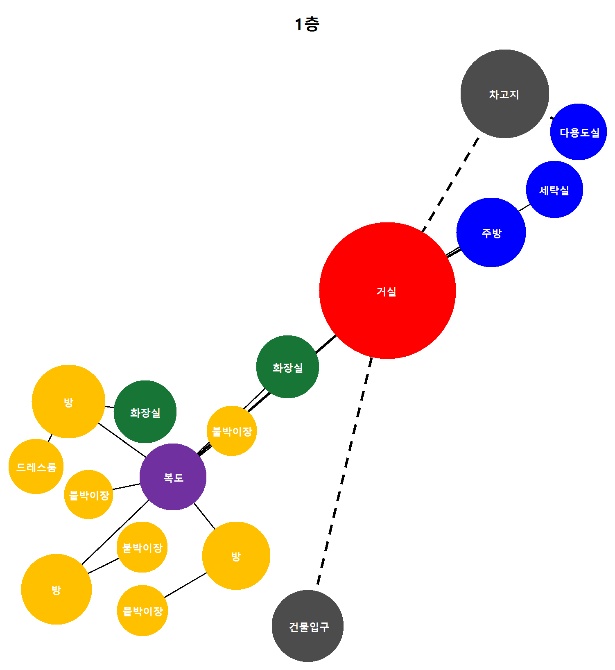 1층
차고지
다용도실
세탁실
주방
거실
화장실
방
화장실
붙박이장
드레스룸
복도
붙박이장
붙박이장
방
방
붙박이장
건물입구